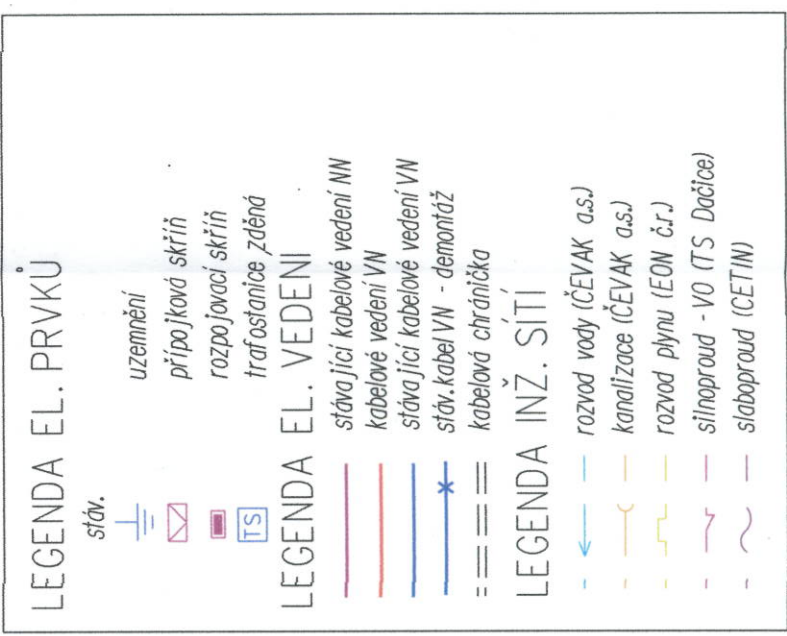 LEGENDA EL. PRVKŮ
stáv.
uzemnění
přípojková skříň
rozpojovací skříň
TS trafostanice zděná
LEGENDA EL. VEDENÍ
stávající kabelové vedení NN
kabelové vedení VN
stávající kabelové vedení VN
stáv.kabel VN - demontáž
kabelová chránička
LEGENDA INŽ. SÍTÍ
rozvod vody (ČEVAK a.s.)
kanalizace (ČEVAK a.s.)
rozvod plynu (EON č.r.)
silnoproud - VO (TS Dačice)
slaboproud (CETIN)